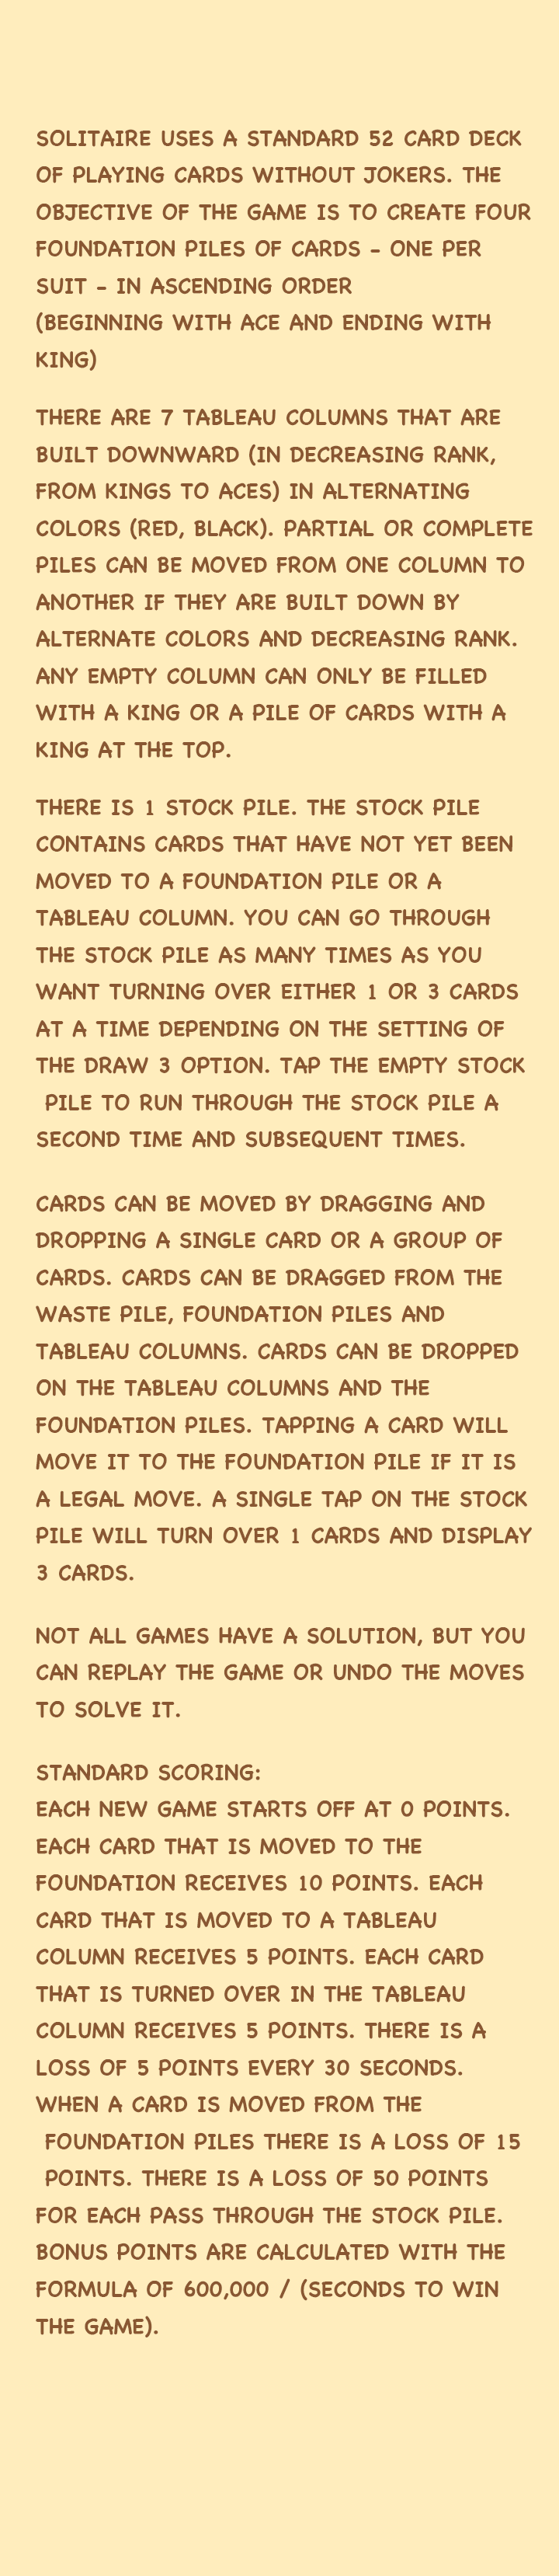 SOLITAIRE USES A STANDARD 52 CARD DECK
OF PLAYING CARDS WITHOUT JOKERS. THE
OBJECTIVE OF THE GAME IS TO CREATE FOUR
FOUNDATION PILES OF CARDS - ONE PER
SUIT - IN ASCENDING ORDER
(BEGINNING WITH ACE AND ENDING WITH
KING)
THERE ARE 7 TABLEAU COLUMNS THAT ARE
BUILT DOWNWARD (IN DECREASING RANK,
FROM KINGS TO ACES) IN ALTERNATING
COLORS (RED, BLACK). PARTIAL OR COMPLETE
PILES CAN BE MOVED FROM ONE COLUMN TO
ANOTHER IF THEY ARE BUILT DOWN BY
ALTERNATE COLORS AND DECREASING RANK.
ANY EMPTY COLUMN CAN ONLY BE FILLED
WITH A KING OR A PILE OF CARDS WITH A
KING AT THE TOP.
THERE IS 1 STOCK PILE. THE STOCK PILE
CONTAINS CARDS THAT HAVE NOT YET BEEN
MOVED TO A FOUNDATION PILE OR A
TABLEAU COLUMN. YOU CAN GO THROUGH
THE STOCK PILE AS MANY TIMES AS YOU
WANT TURNING OVER EITHER 1 OR 3 CARDS
AT A TIME DEPENDING ON THE SETTING OF
THE DRAW 3 OPTION. TAP THE EMPTY STOCK
PILE TO RUN THROUGH THE STOCK PILE A
SECOND TIME AND SUBSEQUENT TIMES.
CARDS CAN BE MOVED BY DRAGGING AND
DROPPING A SINGLE CARD OR A GROUP OF
CARDS. CARDS CAN BE DRAGGED FROM THE
WASTE PILE, FOUNDATION PILES AND
TABLEAU COLUMNS. CARDS CAN BE DROPPED
ON THE TABLEAU COLUMNS AND THE
FOUNDATION PILES. TAPPING A CARD WILL
MOVE IT TO THE FOUNDATION PILE IF IT IS
A LEGAL MOVE. A SINGLE TAP ON THE STOCK
PILE WILL TURN OVER 1 CARDS AND DISPLAY
3 CARDS.
NOT ALL GAMES HAVE A SOLUTION, BUT YOU
CAN REPLAY THE GAME OR UNDO THE MOVES
TO SOLVE IT.
STANDARD SCORING:
EACH NEW GAME STARTS OFF AT 0 POINTS.
EACH CARD THAT IS MOVED TO THE
FOUNDATION RECEIVES 10 POINTS. EACH
CARD THAT IS MOVED TO A TABLEAU
COLUMN RECEIVES 5 POINTS. EACH CARD
THAT IS TURNED OVER IN THE TABLEAU
COLUMN RECEIVES 5 POINTS. THERE IS A
LOSS OF 5 POINTS EVERY 30 SECONDS.
WHEN A CARD IS MOVED FROM THE
FOUNDATION PILES THERE IS A LOSS OF 15
POINTS. THERE IS A LOSS OF 50 POINTS
FOR EACH PASS THROUGH THE STOCK PILE.
BONUS POINTS ARE CALCULATED WITH THE
FORMULA OF 600,000 / (SECONDS TO WIN
THE GAME).